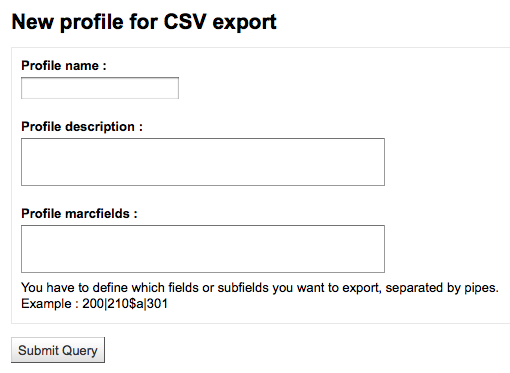 New profile for CSV export
Profile name :
Profile description :
Profile marcfields :
You have to define which fields or subfields you want to export, separated by pipes.
Example : 200|210$a|301
Submit Query